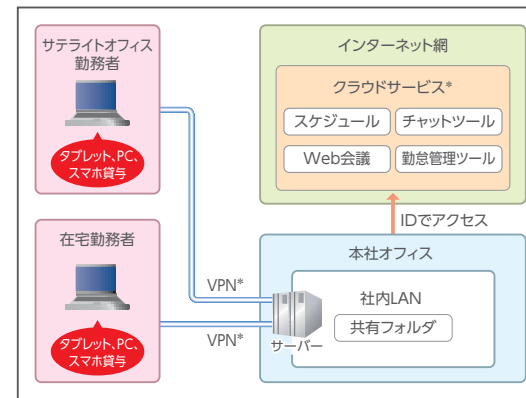 サテライトオフィス
勤務者
タブレット、PC、
スマホ貸与
在宅勤務者
タブレット、PC、
スマホ貸与
VPN*
VPN*
インターネット網
クラウドサービス*
スケジュール
チャットツール
Web会議
勤怠管理ツール
IDでアクセス
本社オフィス
社内LAN
共有フォルダ
サーバー